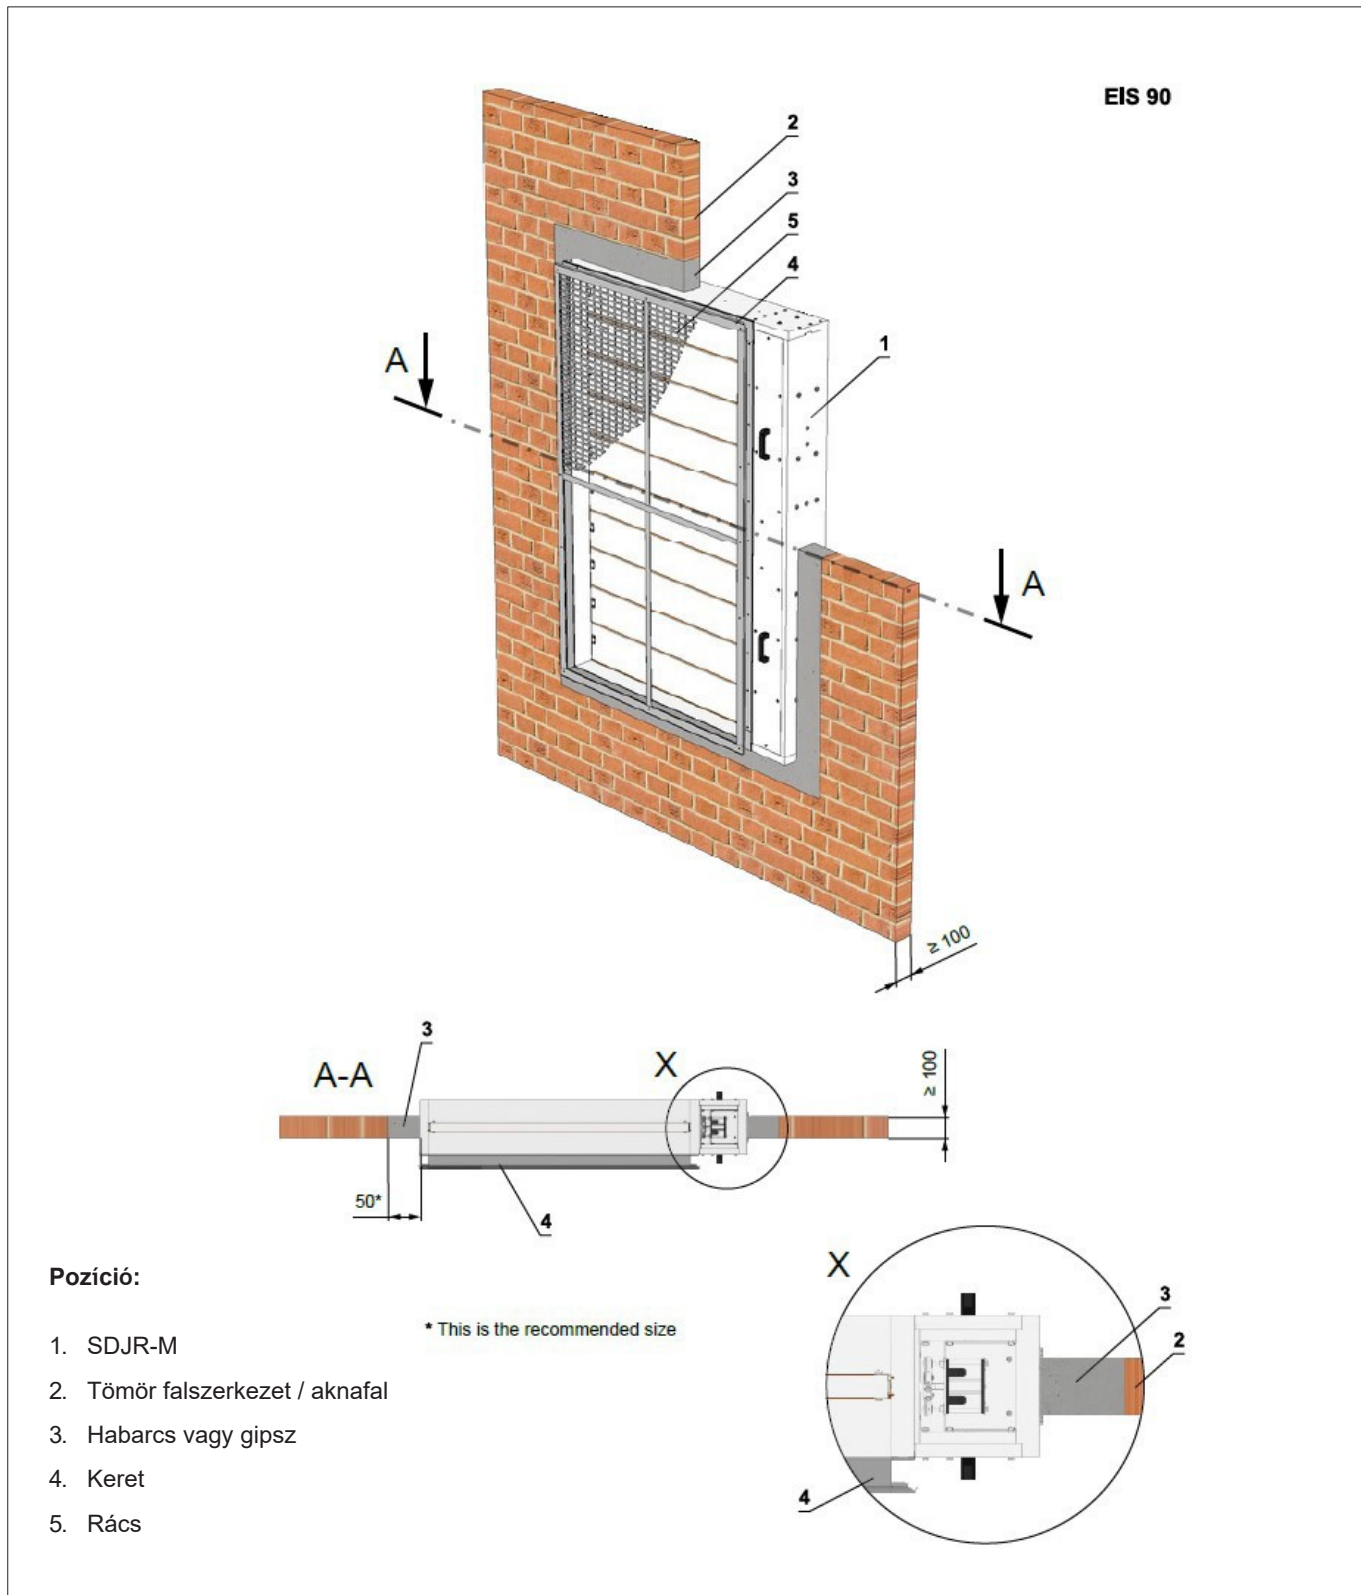 EIS 90
2
3
5
4
1
A
A
≥ 100
3
A-A
X
≥ 100
50*
4
Pozíció:
* This is the recommended size
1. SDJR-M
2. Tömör falszerkezet / aknafal
3. Habarcs vagy gipsz
4. Keret
5. Rács
X
3
2
4